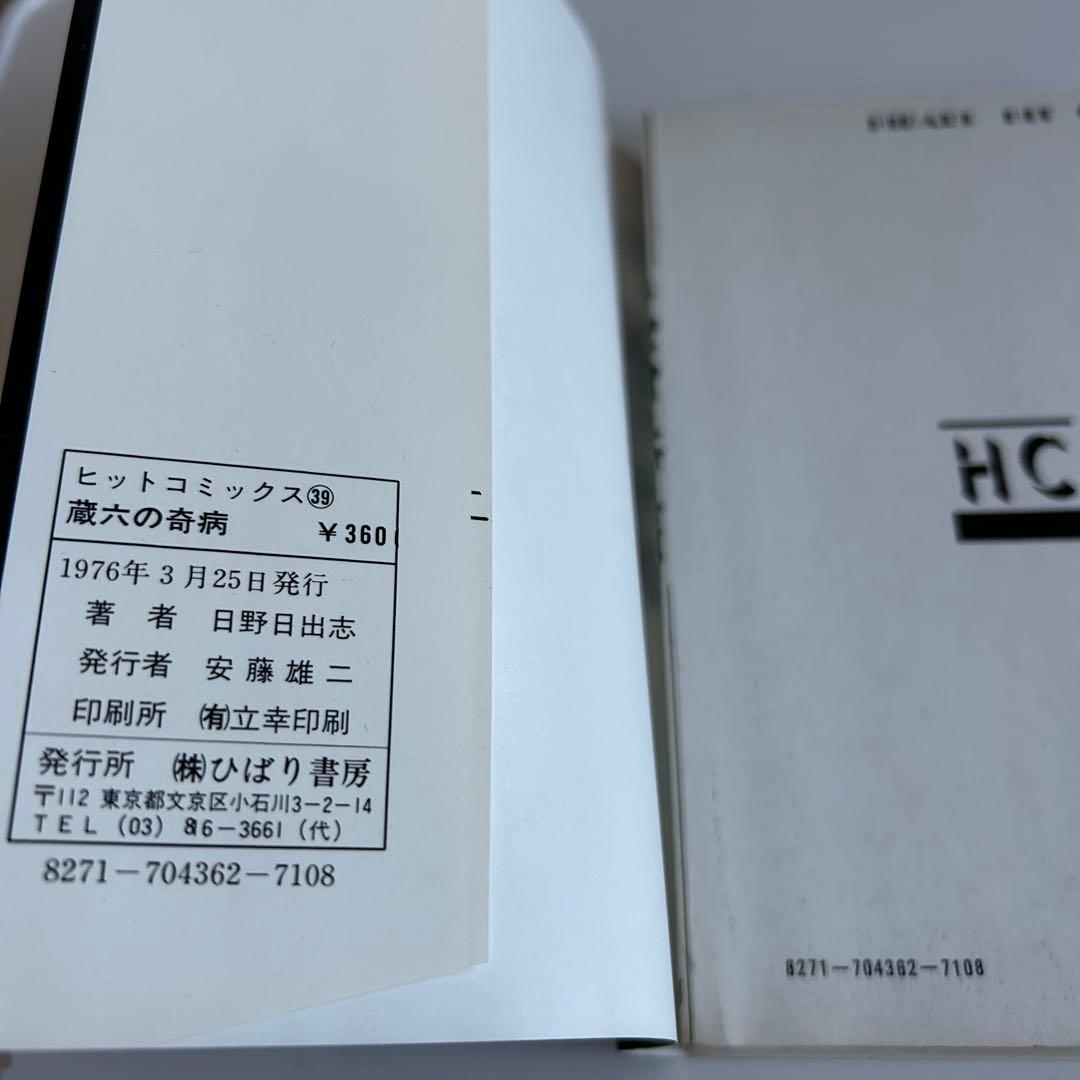 ヒットコミックス㊴
蔵六の奇病 ￥360
1976年3月25日発行
著者 日野日出志
発行者 安藤雄二
印刷所 ㈲立幸印刷
発行所 ㈱ひばり書房
〒112 東京都文京区小石川3-2-14
TEL (03) 816-3661 (代)
8271-704362-7108
HC
8271-704362-7108